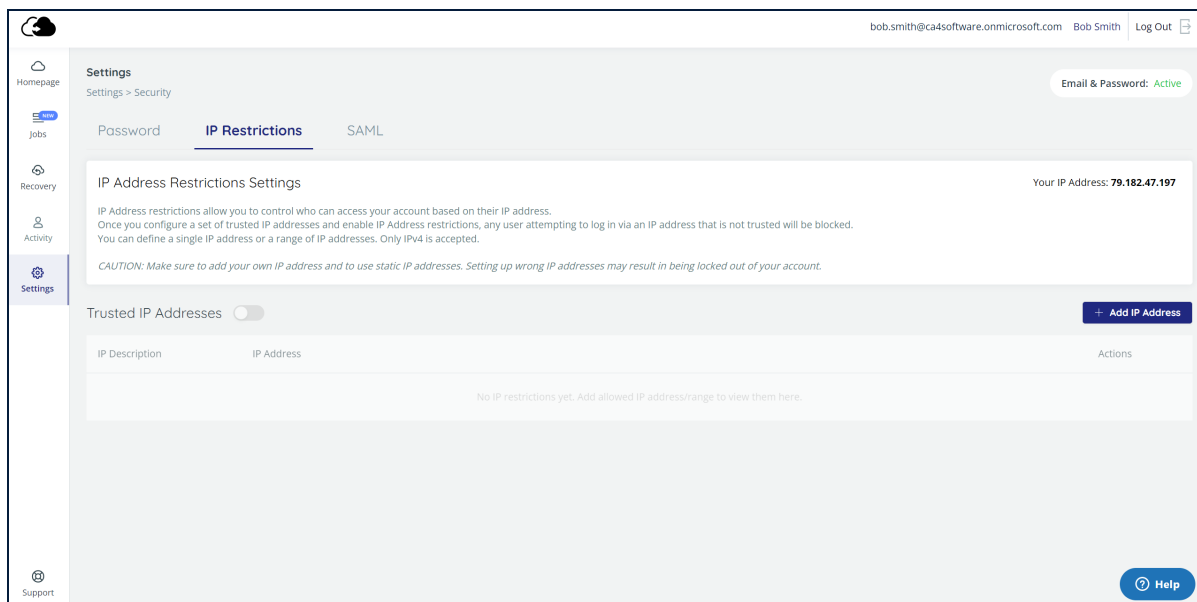 bob.smith@ca4software.onmicrosoft.com Bob Smith Log Out
Homepage
NEW
Jobs
Recovery
Activity
Settings
Support
Settings
Settings > Security
Email & Password: Active
Password IP Restrictions SAML
IP Address Restrictions Settings
Your IP Address: 79.182.47.197
IP Address restrictions allow you to control who can access your account based on their IP address.
Once you configure a set of trusted IP addresses and enable IP Address restrictions, any user attempting to log in via an IP address that is not trusted will be blocked.
You can define a single IP address or a range of IP addresses. Only IPv4 is accepted.
CAUTION: Make sure to add your own IP address and to use static IP addresses. Setting up wrong IP addresses may result in being locked out of your account.
Trusted IP Addresses
+ Add IP Address
IP Description IP Address Actions
No IP restrictions yet. Add allowed IP address/range to view them here.
Help